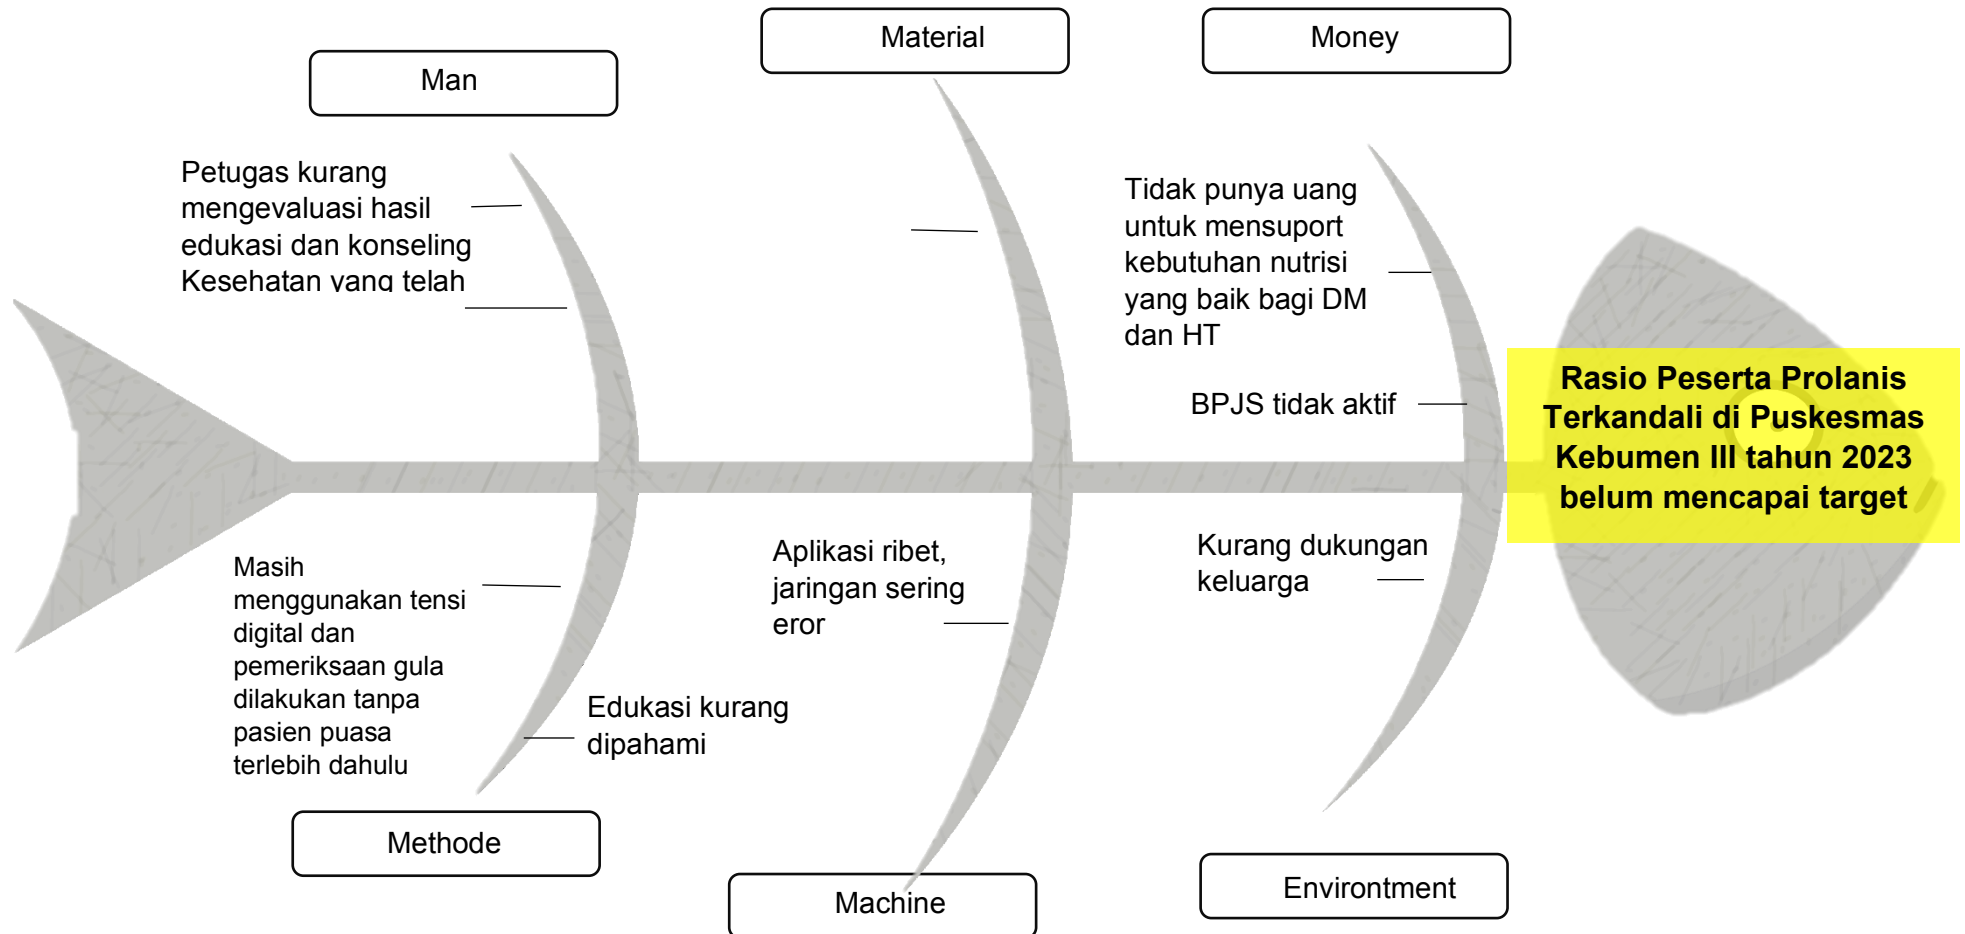 Man
Material
Money
Petugas kurang
mengevaluasi hasil
edukasi dan konseling
Kesehatan yang telah
Tidak punya uang
untuk mensuport
kebutuhan nutrisi
yang baik bagi DM
dan HT
BPJS tidak aktif
Rasio Peserta Prolanis
Terkandali di Puskesmas
Kebumen III tahun 2023
belum mencapai target
Masih
menggunakan tensi
digital dan
pemeriksaan gula
dilakukan tanpa
pasien puasa
terlebih dahulu
Edukasi kurang
dipahami
Aplikasi ribet,
jaringan sering
eror
Kurang dukungan
keluarga
Methode
Machine
Environtment